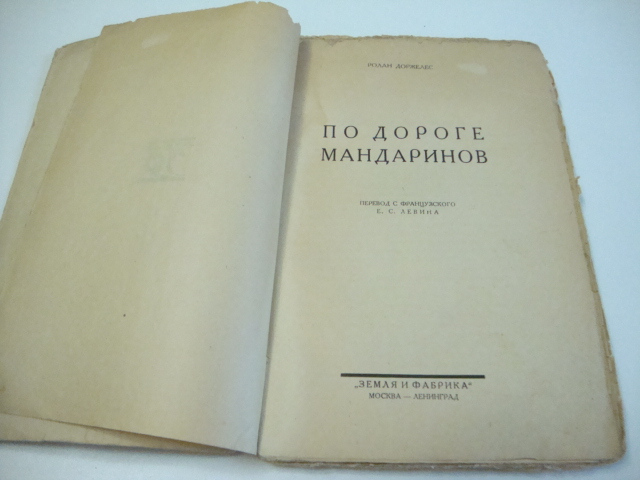 РОЛАН ДОРЖЕЛЕС
ПО ДОРОГЕ
МАНДАРИНОВ
ПЕРЕВОД С ФРАНЦУЗСКОГО
Е. С. ЛЕВИНА
„ЗЕМЛЯ И ФАБРИКА“
МОСКВА — ЛЕНИНГРАД